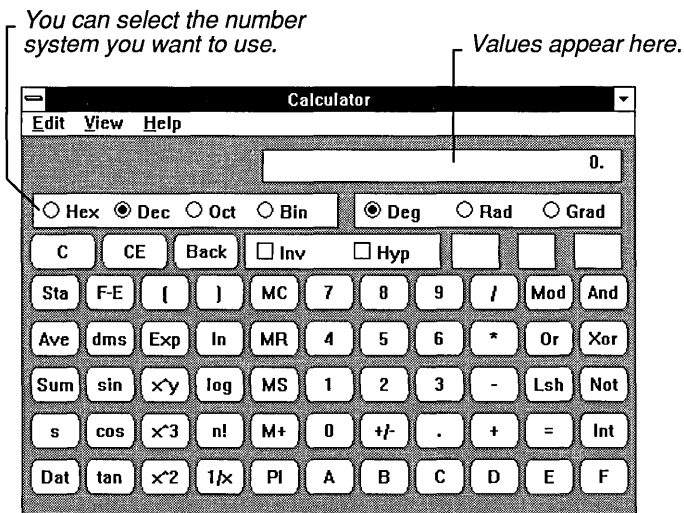 You can select the number
system you want to use.
Values appear here.
Calculator
Edit View Help
0.
Hex Dec Oct Bin Deg Rad Grad
C CE Back Inv Hyp
Sta F-E ( ) MC 7 8 9 / Mod And
Ave dms Exp ln MR 4 5 6 * Or Xor
Sum sin x^y log MS 1 2 3 - Lsh Not
s cos x^3 n! M+ 0 +/- . + = Int
Dat tan x^2 1/x PI A B C D E F